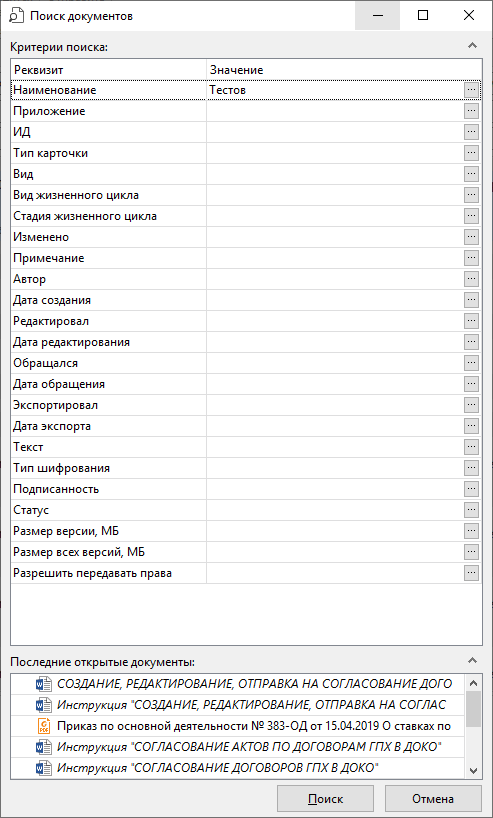 Поиск документов
Критерии поиска:
Реквизит Значение
Наименование Тестов ...
Приложение ...
ИД ...
Тип карточки ...
Вид ...
Вид жизненного цикла ...
Стадия жизненного цикла ...
Изменено ...
Примечание ...
Автор ...
Дата создания ...
Редактировал ...
Дата редактирования ...
Обращался ...
Дата обращения ...
Экспортировал ...
Дата экспорта ...
Текст ...
Тип шифрования ...
Подписанность ...
Статус ...
Размер версии, МБ ...
Размер всех версий, МБ ...
Разрешить передавать права ...
Последние открытые документы:
СОЗДАНИЕ, РЕДАКТИРОВАНИЕ, ОТПРАВКА НА СОГЛАСОВАНИЕ ДОГО
Инструкция "СОЗДАНИЕ, РЕДАКТИРОВАНИЕ, ОТПРАВКА НА СОГЛАС
Приказ по основной деятельности № 383-ОД от 15.04.2019 О ставках по
Инструкция "СОГЛАСОВАНИЕ АКТОВ ПО ДОГОВОРАМ ГПХ В ДОКО"
Инструкция "СОГЛАСОВАНИЕ ДОГОВОРОВ ГПХ В ДОКО"
Поиск Отмена